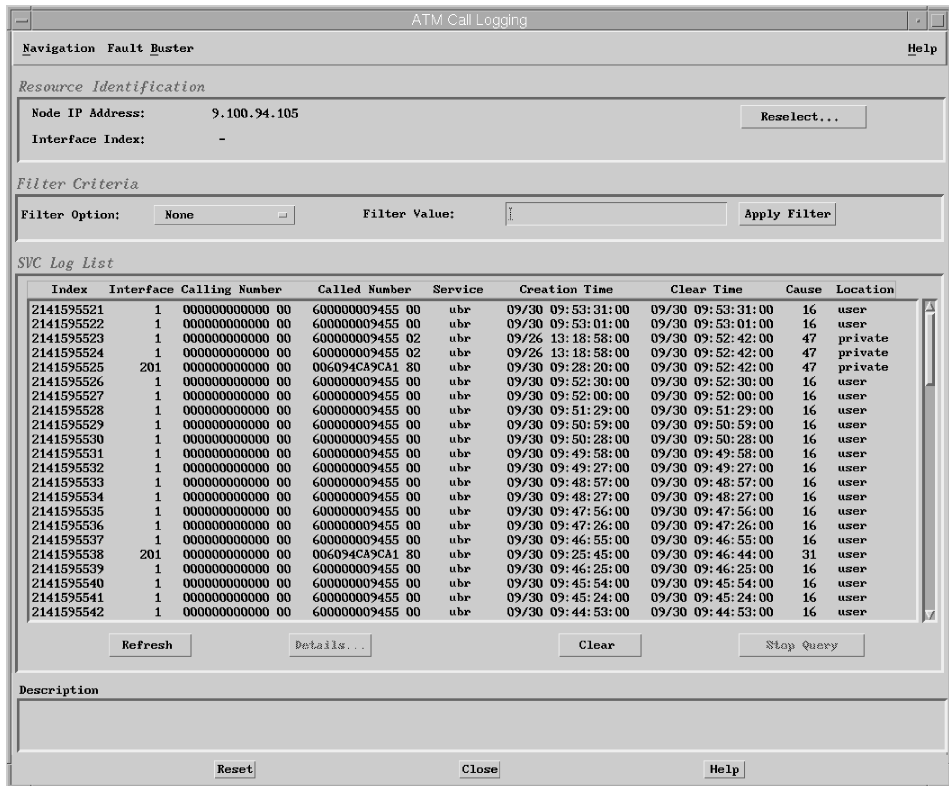 ATM Call Logging
Navigation Fault Buster Help
Resource Identification
Node IP Address: 9.100.94.105 Reselect...
Interface Index: -
Filter Criteria
Filter Option: None Filter Value: Apply Filter
SVC Log List
Index Interface Calling Number Called Number Service Creation Time Clear Time Cause Location
2141595521 1 000000000000 00 600000009455 00 ubr 09/30 09:53:31:00 09/30 09:53:31:00 16 user
2141595522 1 000000000000 00 600000009455 00 ubr 09/30 09:53:01:00 09/30 09:53:01:00 16 user
2141595523 1 000000000000 00 600000009455 02 ubr 09/26 13:18:58:00 09/30 09:52:42:00 47 private
2141595524 1 000000000000 00 600000009455 02 ubr 09/26 13:18:58:00 09/30 09:52:42:00 47 private
2141595525 201 000000000000 00 006094CA9CA1 80 ubr 09/30 09:28:20:00 09/30 09:52:42:00 47 private
2141595526 1 000000000000 00 600000009455 00 ubr 09/30 09:52:30:00 09/30 09:52:30:00 16 user
2141595527 1 000000000000 00 600000009455 00 ubr 09/30 09:52:00:00 09/30 09:52:00:00 16 user
2141595528 1 000000000000 00 600000009455 00 ubr 09/30 09:51:29:00 09/30 09:51:29:00 16 user
2141595529 1 000000000000 00 600000009455 00 ubr 09/30 09:50:59:00 09/30 09:50:59:00 16 user
2141595530 1 000000000000 00 600000009455 00 ubr 09/30 09:50:28:00 09/30 09:50:28:00 16 user
2141595531 1 000000000000 00 600000009455 00 ubr 09/30 09:49:58:00 09/30 09:49:58:00 16 user
2141595532 1 000000000000 00 600000009455 00 ubr 09/30 09:49:27:00 09/30 09:49:27:00 16 user
2141595533 1 000000000000 00 600000009455 00 ubr 09/30 09:48:57:00 09/30 09:48:57:00 16 user
2141595534 1 000000000000 00 600000009455 00 ubr 09/30 09:48:27:00 09/30 09:48:27:00 16 user
2141595535 1 000000000000 00 600000009455 00 ubr 09/30 09:47:56:00 09/30 09:47:56:00 16 user
2141595536 1 000000000000 00 600000009455 00 ubr 09/30 09:47:26:00 09/30 09:47:26:00 16 user
2141595537 1 000000000000 00 600000009455 00 ubr 09/30 09:46:55:00 09/30 09:46:55:00 16 user
2141595538 201 000000000000 00 006094CA9CA1 80 ubr 09/30 09:25:45:00 09/30 09:46:44:00 31 user
2141595539 1 000000000000 00 600000009455 00 ubr 09/30 09:46:25:00 09/30 09:46:25:00 16 user
2141595540 1 000000000000 00 600000009455 00 ubr 09/30 09:45:54:00 09/30 09:45:54:00 16 user
2141595541 1 000000000000 00 600000009455 00 ubr 09/30 09:45:24:00 09/30 09:45:24:00 16 user
2141595542 1 000000000000 00 600000009455 00 ubr 09/30 09:44:53:00 09/30 09:44:53:00 16 user
Refresh Details... Clear Stop Query
Description
Reset Close Help